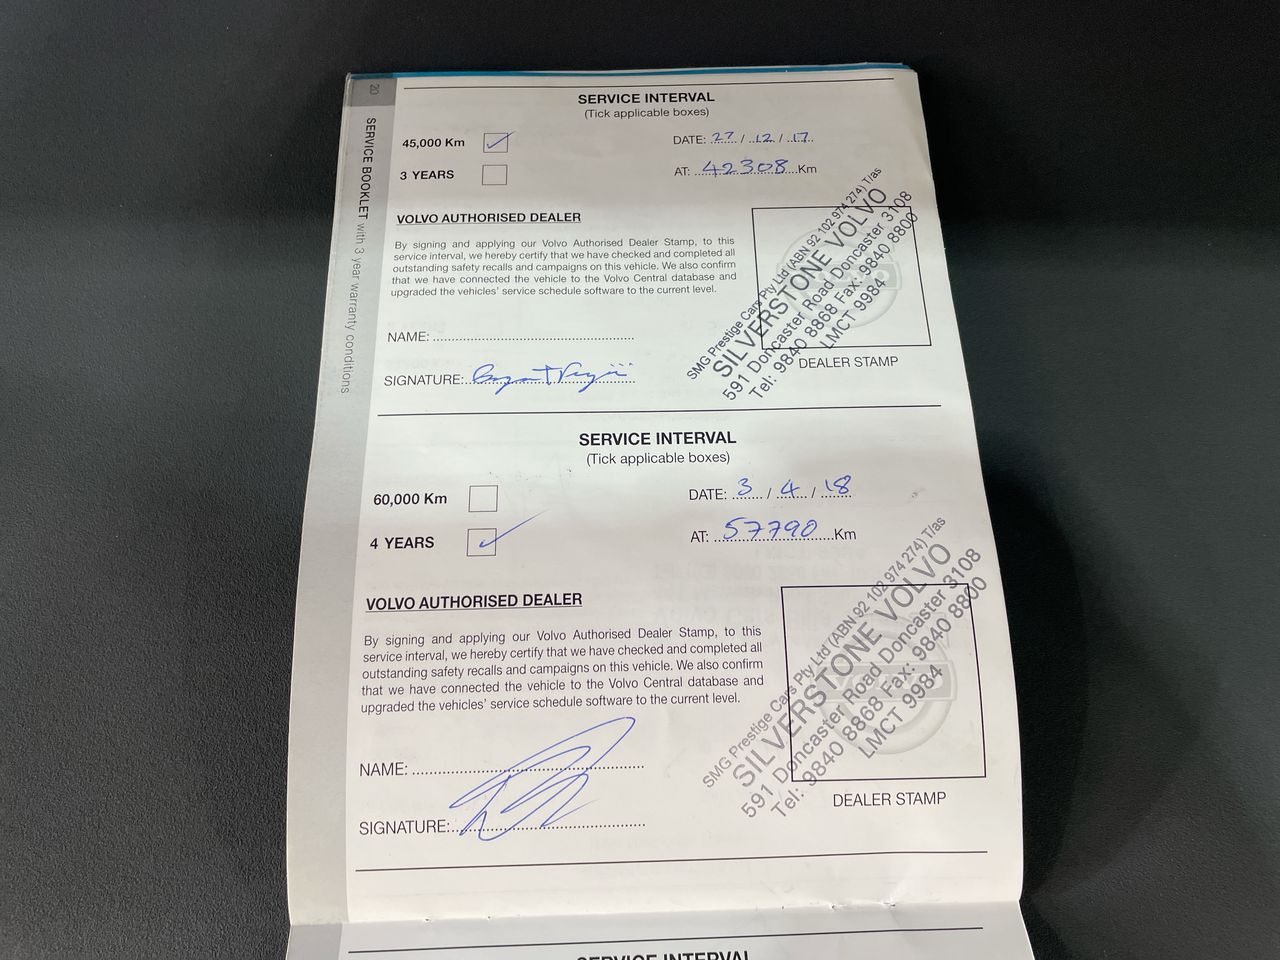 20
SERVICE BOOKLET with 3 year warranty conditions
SERVICE INTERVAL
(Tick applicable boxes)
45,000 Km
DATE: 27 / 12 / 17
3 YEARS
AT: 42308 Km
VOLVO AUTHORISED DEALER
By signing and applying our Volvo Authorised Dealer Stamp, to this
service interval, we hereby certify that we have checked and completed all
outstanding safety recalls and campaigns on this vehicle. We also confirm
that we have connected the vehicle to the Volvo Central database and
upgraded the vehicles' service schedule software to the current level.
NAME:
SIGNATURE:
SMG Prestige Cars Pty Ltd (ABN 92 102 974 274) T/as
SILVERSTONE VOLVO
591 Doncaster Road Doncaster 3108
Tel: 9840 8868 Fax: 9840 8800
LMCT 9984
DEALER STAMP
SERVICE INTERVAL
(Tick applicable boxes)
60,000 Km
DATE: 3 / 4 / 18
4 YEARS
AT: 57790 Km
VOLVO AUTHORISED DEALER
By signing and applying our Volvo Authorised Dealer Stamp, to this
service interval, we hereby certify that we have checked and completed all
outstanding safety recalls and campaigns on this vehicle. We also confirm
that we have connected the vehicle to the Volvo Central database and
upgraded the vehicles' service schedule software to the current level.
NAME:
SIGNATURE:
SMG Prestige Cars Pty Ltd (ABN 92 102 974 274) T/as
SILVERSTONE VOLVO
591 Doncaster Road Doncaster 3108
Tel: 9840 8868 Fax: 9840 8800
LMCT 9984
DEALER STAMP
SERVICE INTERVAL